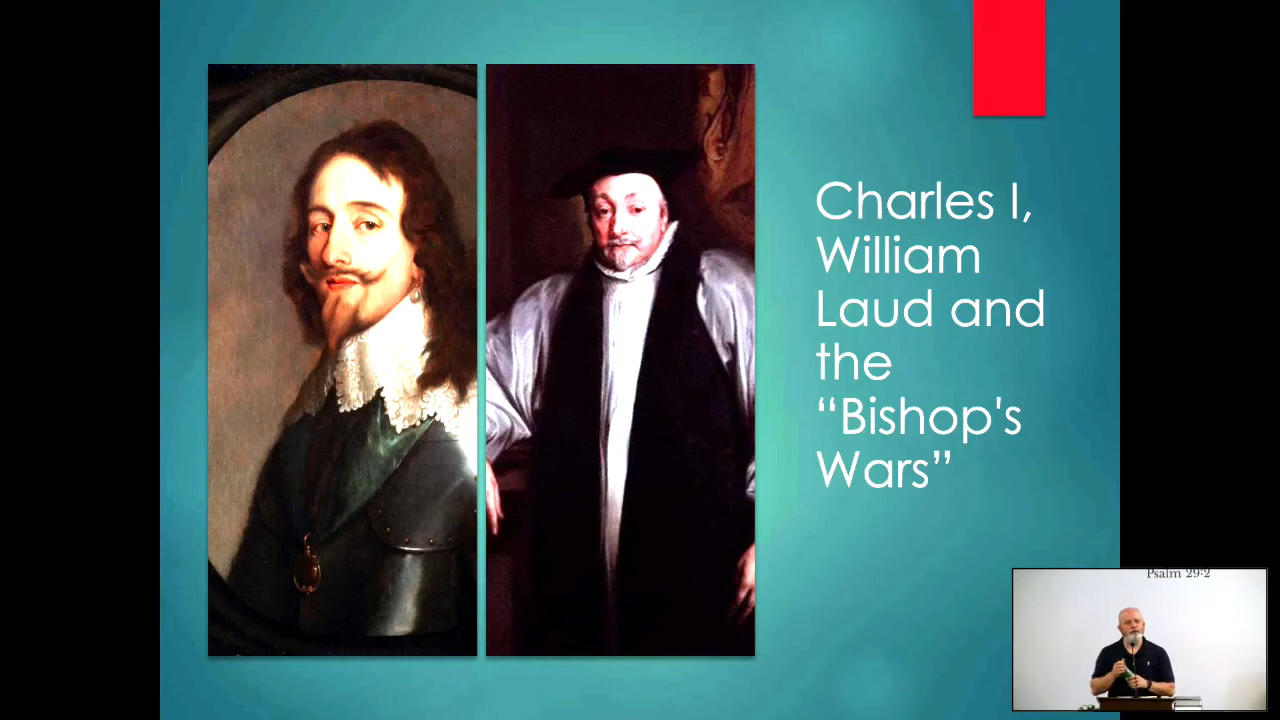 Charles I,
William
Laud and
the
“Bishop's
Wars”
Psalm 29:2